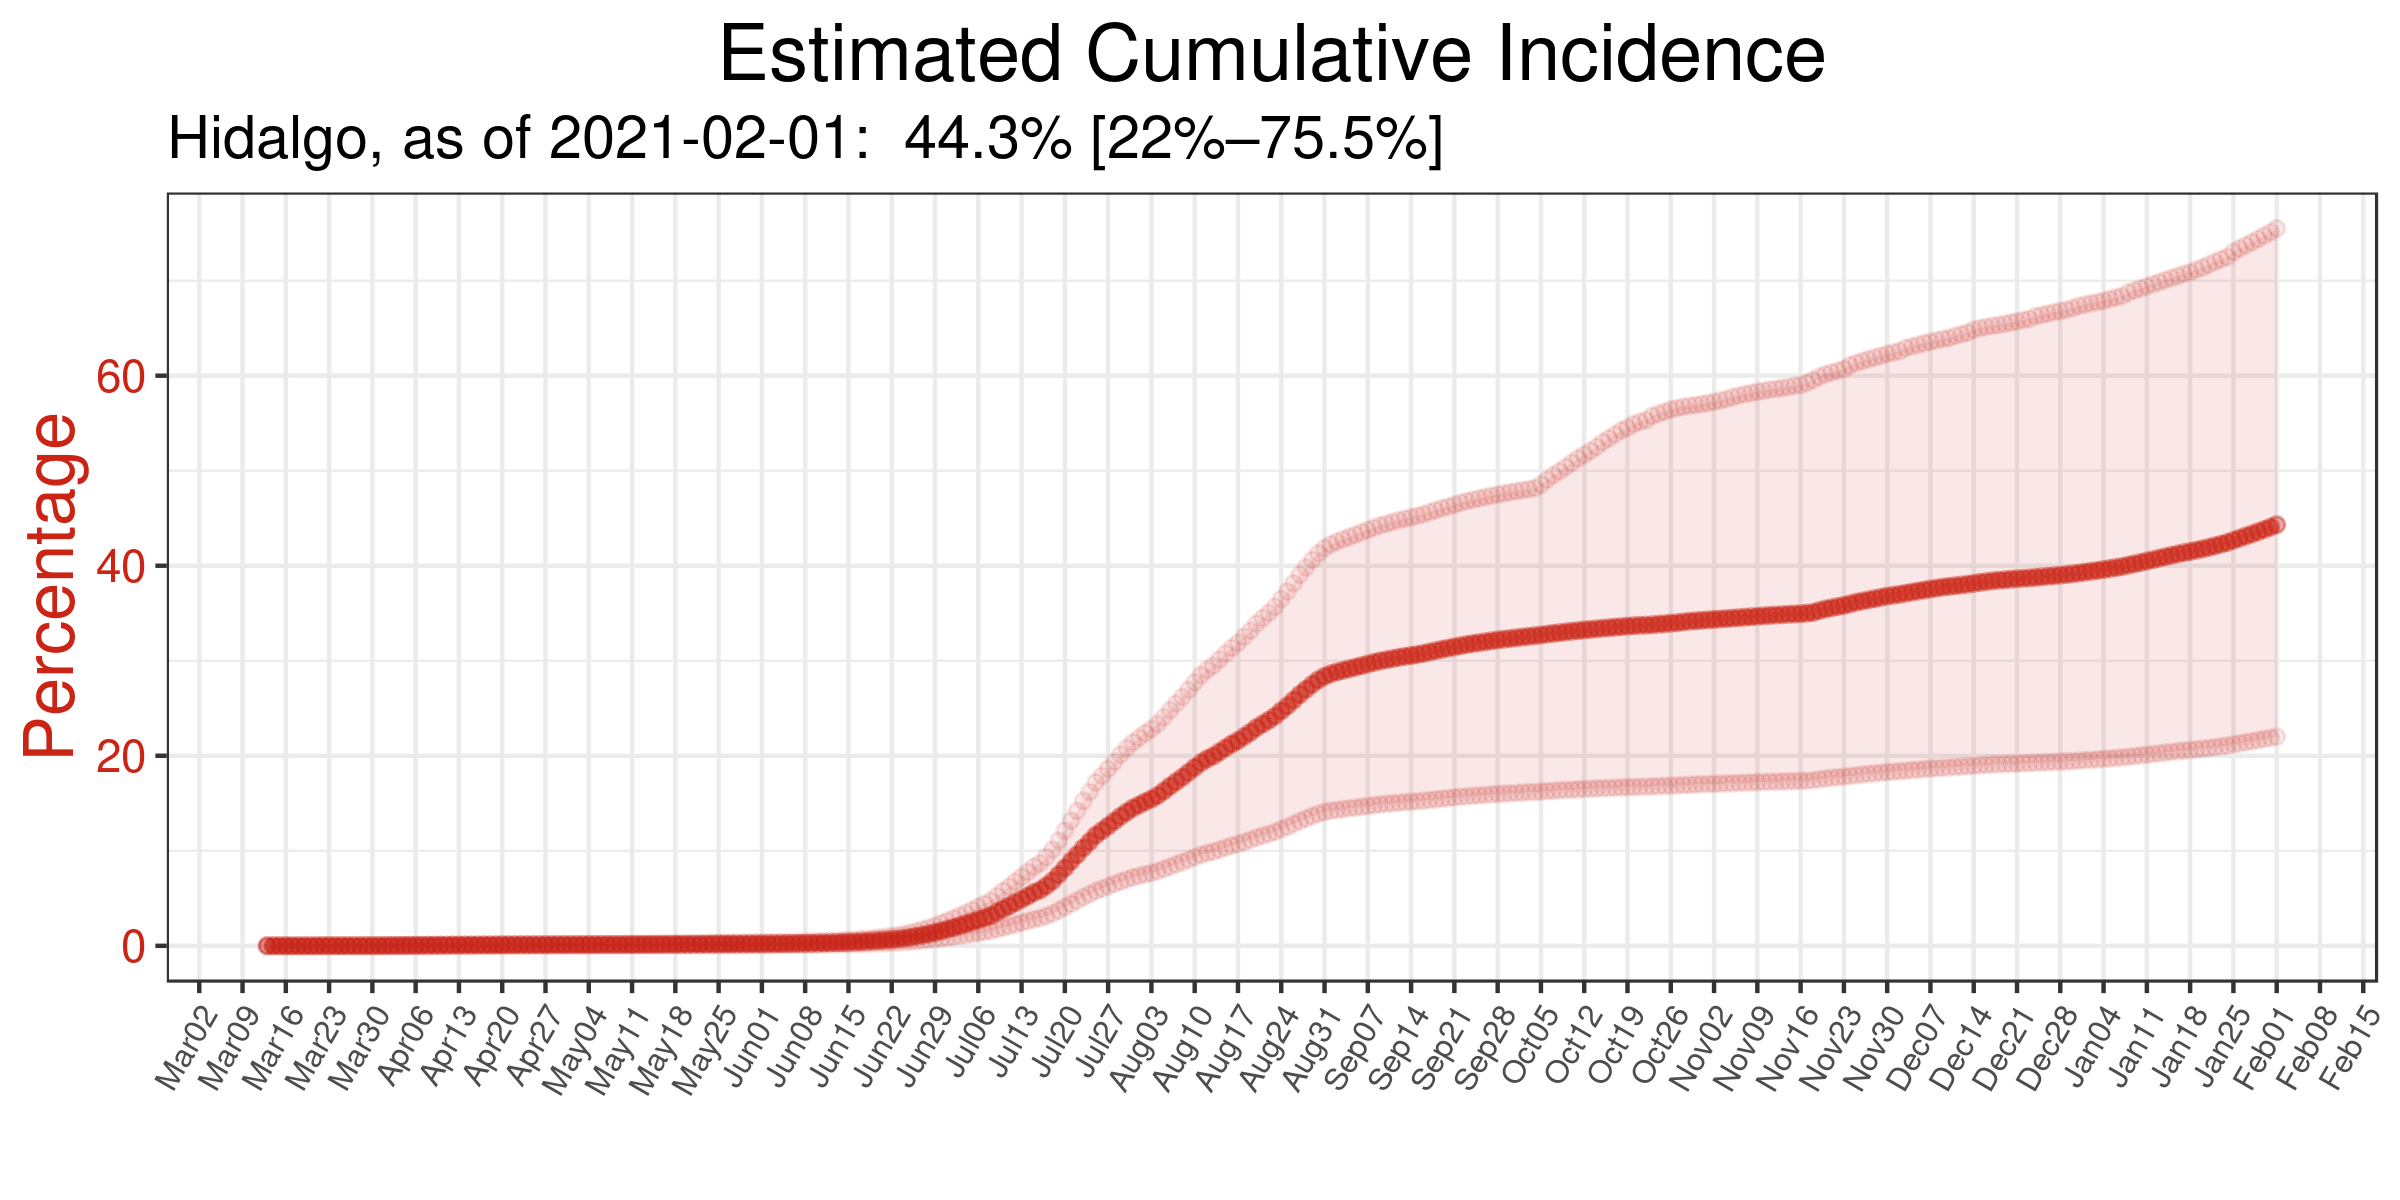 Estimated Cumulative Incidence
Hidalgo, as of 2021-02-01:  44.3% [22%–75.5%]
Percentage
60
40
20
0
Mar02
Mar09
Mar16
Mar23
Mar30
Apr06
Apr13
Apr20
Apr27
May04
May11
May18
May25
Jun01
Jun08
Jun15
Jun22
Jun29
Jul06
Jul13
Jul20
Jul27
Aug03
Aug10
Aug17
Aug24
Aug31
Sep07
Sep14
Sep21
Sep28
Oct05
Oct12
Oct19
Oct26
Nov02
Nov09
Nov16
Nov23
Nov30
Dec07
Dec14
Dec21
Dec28
Jan04
Jan11
Jan18
Jan25
Feb01
Feb08
Feb15